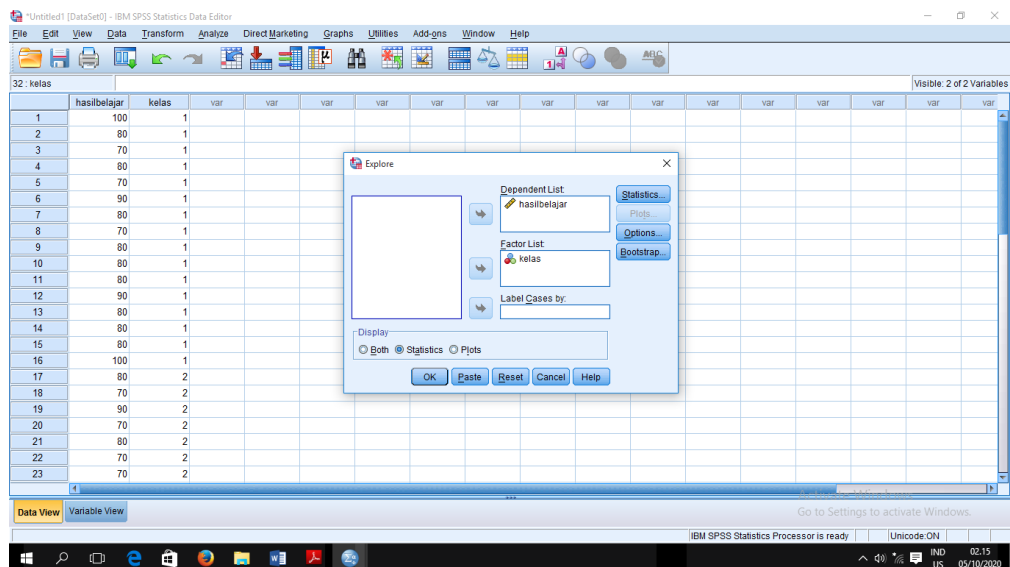 *Untitled1 [DataSet0] - IBM SPSS Statistics Data Editor
File Edit View Data Transform Analyze Direct Marketing Graphs Utilities Add-ons Window Help
32 : kelas
Visible: 2 of 2 Variables
hasilbelajar kelas var var var var var var var var var var var var var var var
1 100 1
2 80 1
3 70 1
4 80 1
5 70 1
6 90 1
7 80 1
8 70 1
9 80 1
10 80 1
11 80 1
12 90 1
13 80 1
14 80 1
15 80 1
16 100 1
17 80 2
18 70 2
19 90 2
20 70 2
21 80 2
22 70 2
23 70 2
Explore
Dependent List:
hasilbelajar
Factor List:
kelas
Label Cases by:
Statistics...
Plots...
Options...
Bootstrap...
Display
Both Statistics Plots
OK Paste Reset Cancel Help
Data View Variable View
Go to Settings to activate Windows.
IBM SPSS Statistics Processor is ready Unicode:ON
IND
US
02.15
05/10/2020